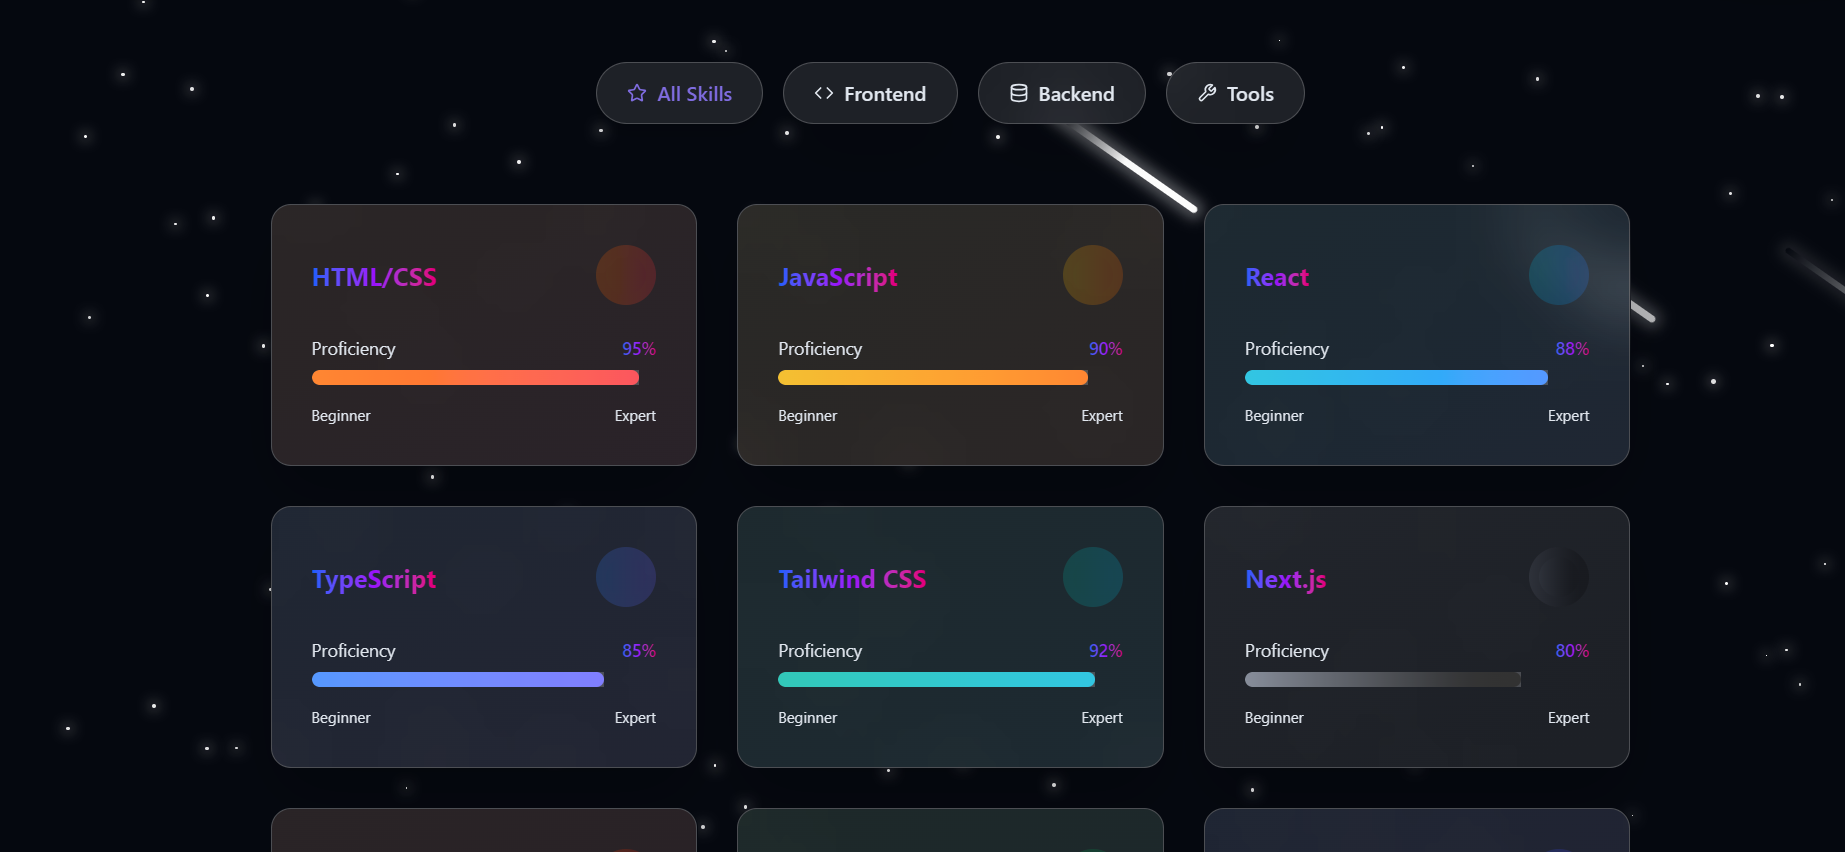 All Skills
Frontend
Backend
Tools
HTML/CSS
Proficiency 95%
Beginner Expert
JavaScript
Proficiency 90%
Beginner Expert
React
Proficiency 88%
Beginner Expert
TypeScript
Proficiency 85%
Beginner Expert
Tailwind CSS
Proficiency 92%
Beginner Expert
Next.js
Proficiency 80%
Beginner Expert